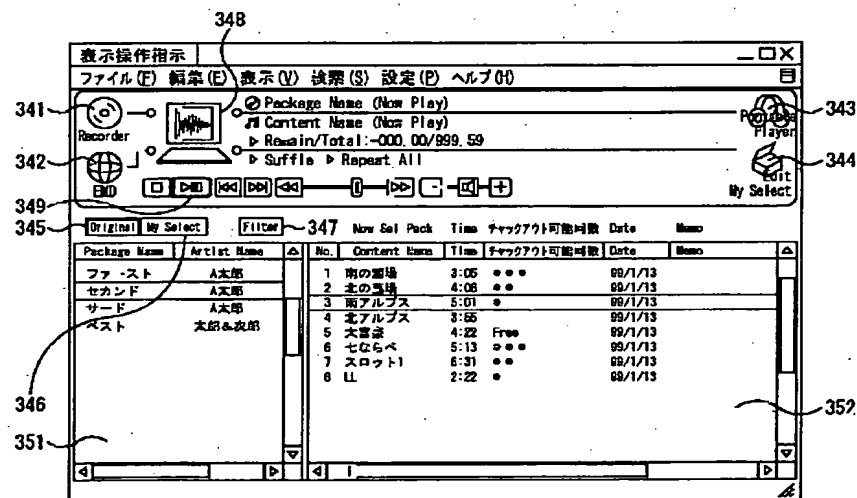 348
表示操作指示
ファイル(F) 編集(E) 表示(V) 検索(S) 設定(P) ヘルプ(H)
341
Recorder
Package Name (Now Play)
Content Name (Now Play)
Remain/Total:-000. 00/999. 59
Suffle Repeat All
343
Player
342
EMD
344
Edit
My Select
349
345
Original My Select Filter
347
Now Sel Pack Time チャックアウト可能回数 Date Memo
Package Name Artist Name
No. Content Name Time チャックアウト可能回数 Date Memo
ファ-スト A太郎
セカンド A太郎
サード A太郎
ベスト 太郎&次郎
1 南の酒場 3:05 99/1/13
2 北の酒場 4:08 99/1/13
3 南アルプス 5:01 99/1/13
4 北アルプス 3:55 99/1/13
5 大富豪 4:22 Free 99/1/13
6 七ならべ 5:13 99/1/13
7 スロット1 6:31 99/1/13
8 LL 2:22 99/1/13
346
351
352